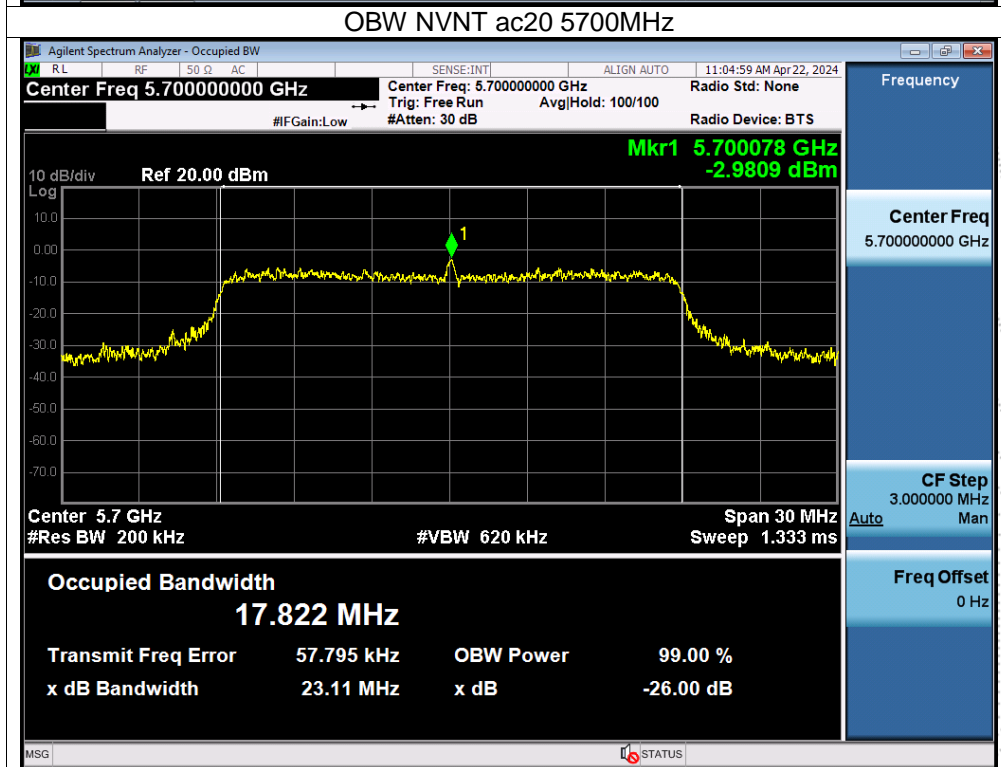 OBW NVNT ac20 5700MHz
Agilent Spectrum Analyzer - Occupied BW
LXI RL RF 50 Ω AC SENSE:INT ALIGN AUTO 11:04:59 AM Apr 22, 2024
Center Freq 5.700000000 GHz
Center Freq: 5.700000000 GHz
Radio Std: None
Trig: Free Run Avg|Hold: 100/100
#IFGain:Low
#Atten: 30 dB
Radio Device: BTS
Mkr1 5.700078 GHz
-2.9809 dBm
10 dB/div Ref 20.00 dBm
Log
10.0
0.00
-10.0
-20.0
-30.0
-40.0
-50.0
-60.0
-70.0
1
Center 5.7 GHz Span 30 MHz
#Res BW 200 kHz #VBW 620 kHz Sweep 1.333 ms
Occupied Bandwidth
17.822 MHz
Transmit Freq Error 57.795 kHz OBW Power 99.00 %
x dB Bandwidth 23.11 MHz x dB -26.00 dB
Frequency
Center Freq
5.700000000 GHz
CF Step
3.000000 MHz
Auto Man
Freq Offset
0 Hz
MSG STATUS